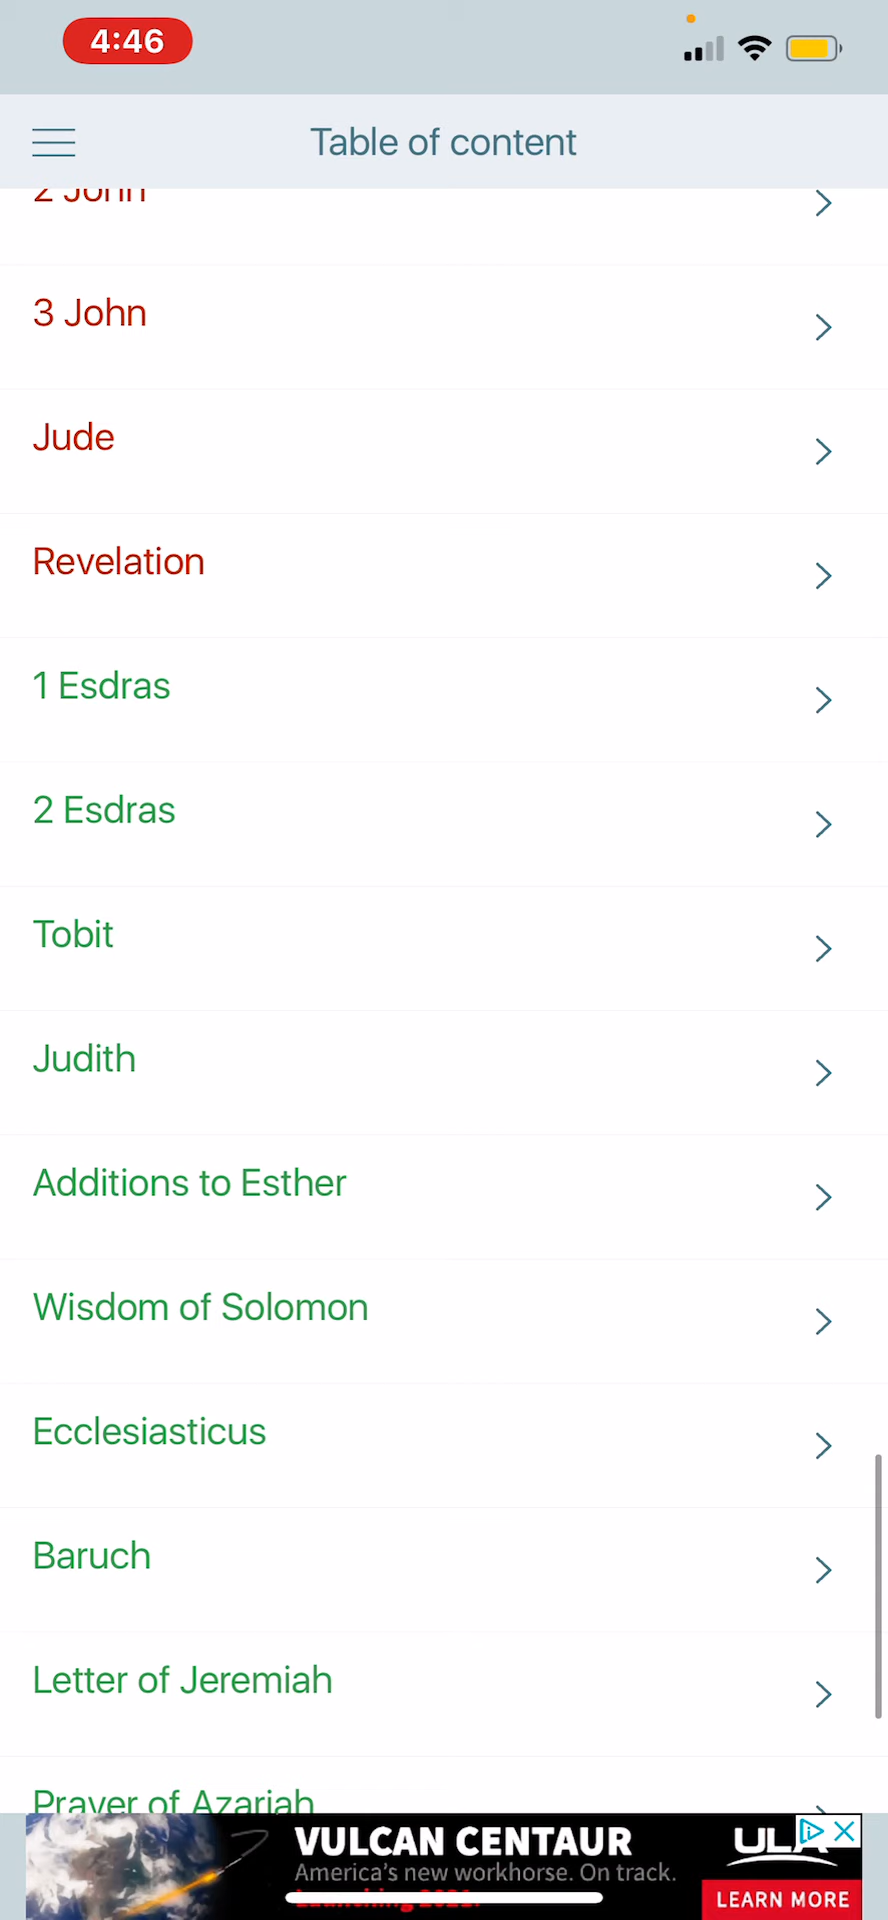 4:46
Table of content
2 John
3 John
Jude
Revelation
1 Esdras
2 Esdras
Tobit
Judith
Additions to Esther
Wisdom of Solomon
Ecclesiasticus
Baruch
Letter of Jeremiah
Prayer of Azariah
VULCAN CENTAUR
America's new workhorse. On track.
LEARN MORE